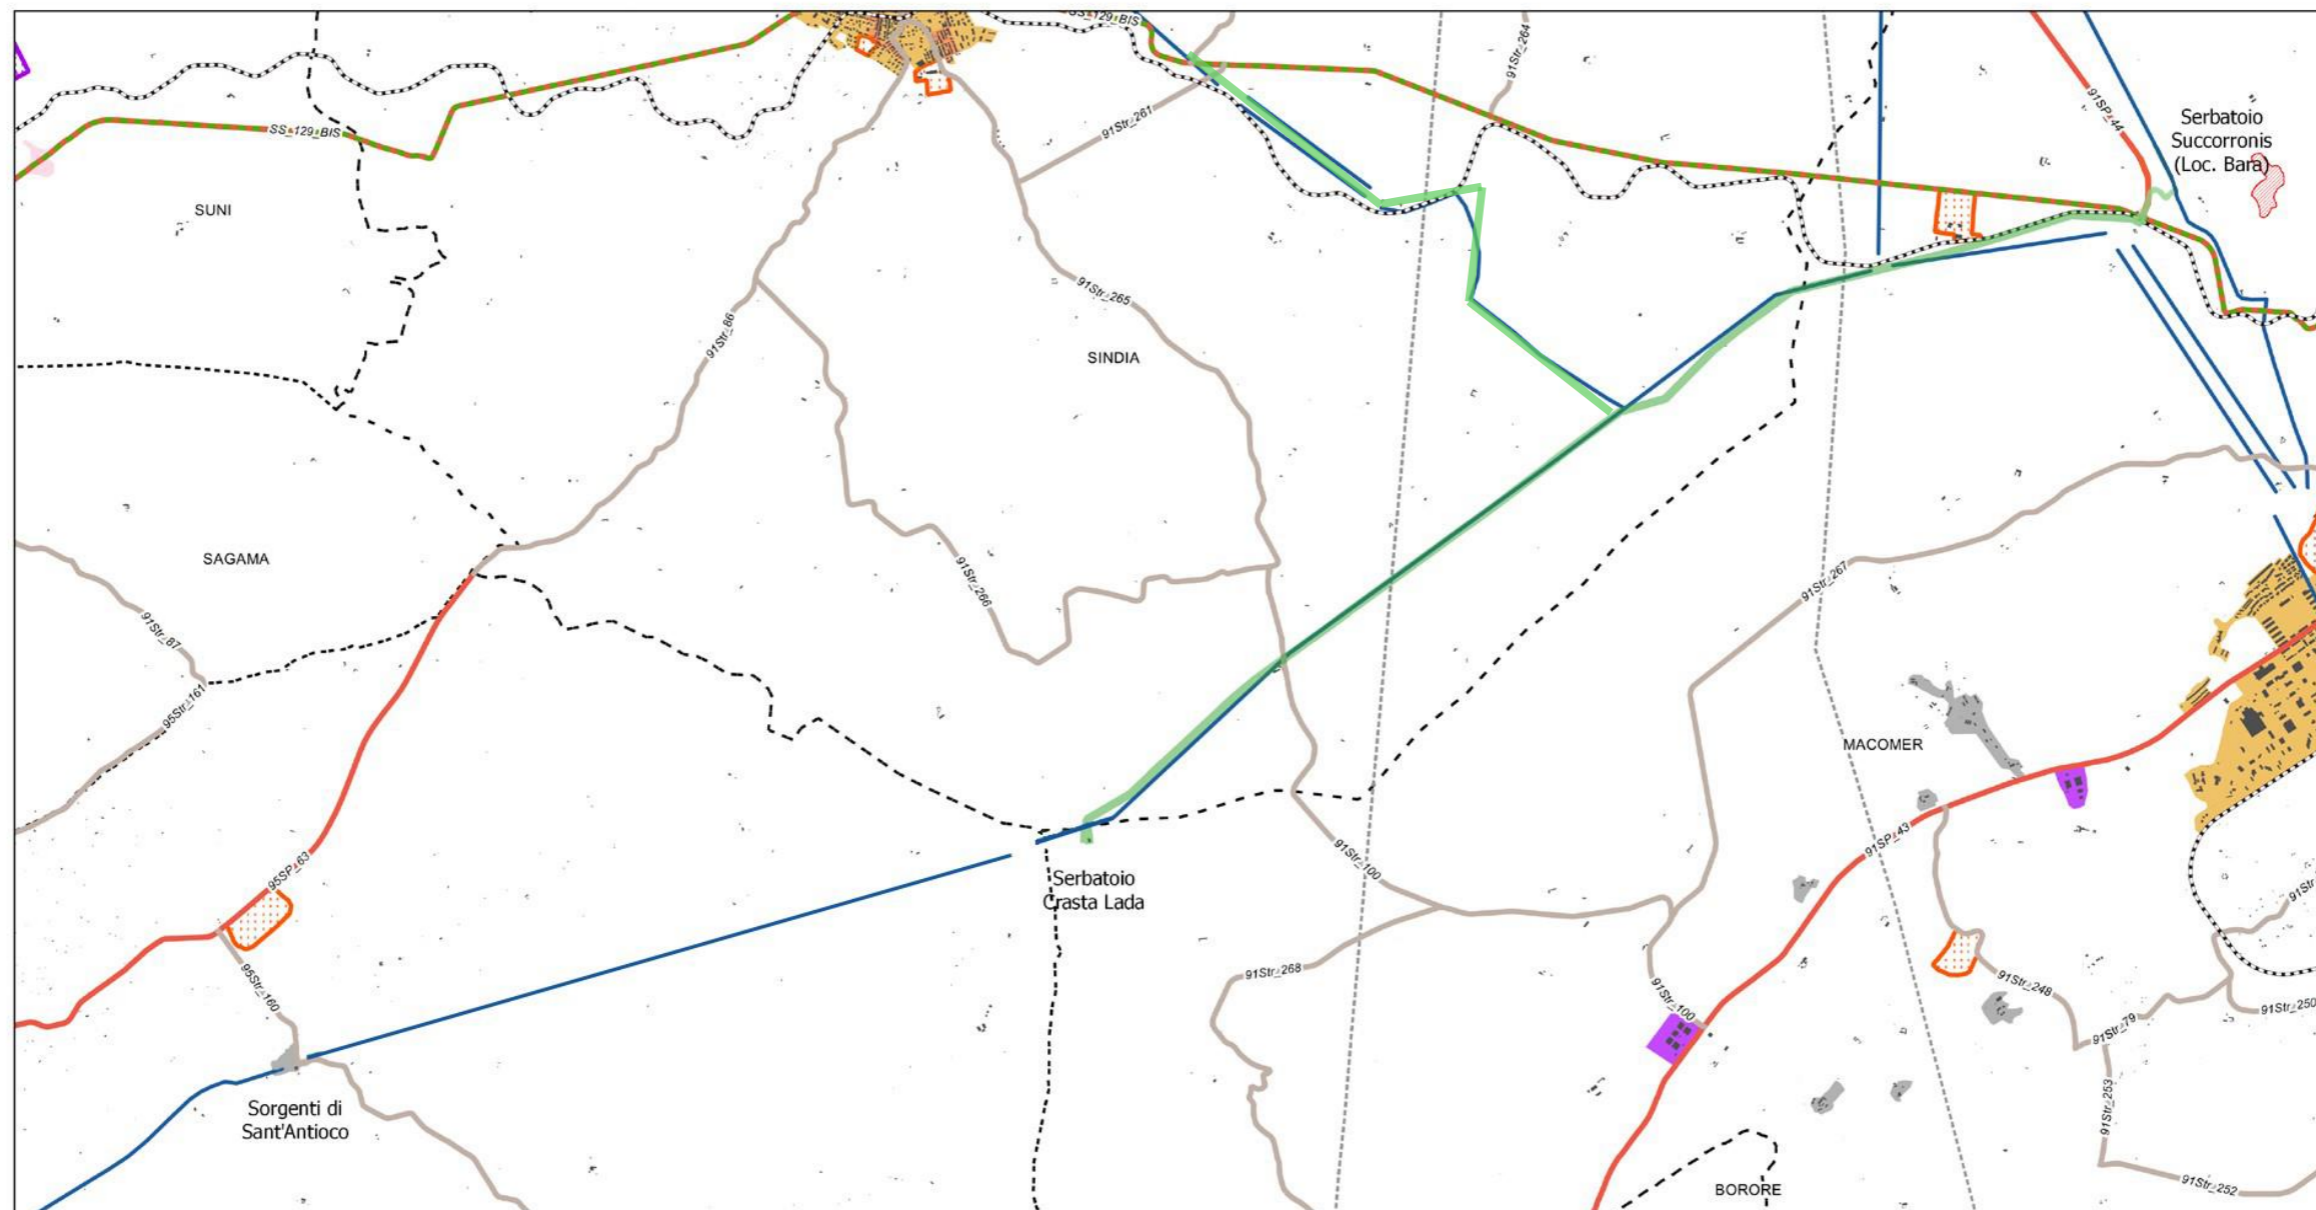 SS_129_BIS
91Str_264
91SP_44
Serbatoio
Succorronis
(Loc. Bara)
91Str_261
SS_129_BIS
SUNI
91Str_265
91Str_86
SINDIA
SAGAMA
91Str_266
91Str_267
91Str_87
95Str_161
MACOMER
91SP_43
91Str_100
95SP_63
Serbatoio
Crasta Lada
91Str_268
95Str_160
91Str_100
91Str_248
91Str_79
91Str_250
Sorgenti di
Sant'Antioco
91Str_253
BORORE
91Str_252